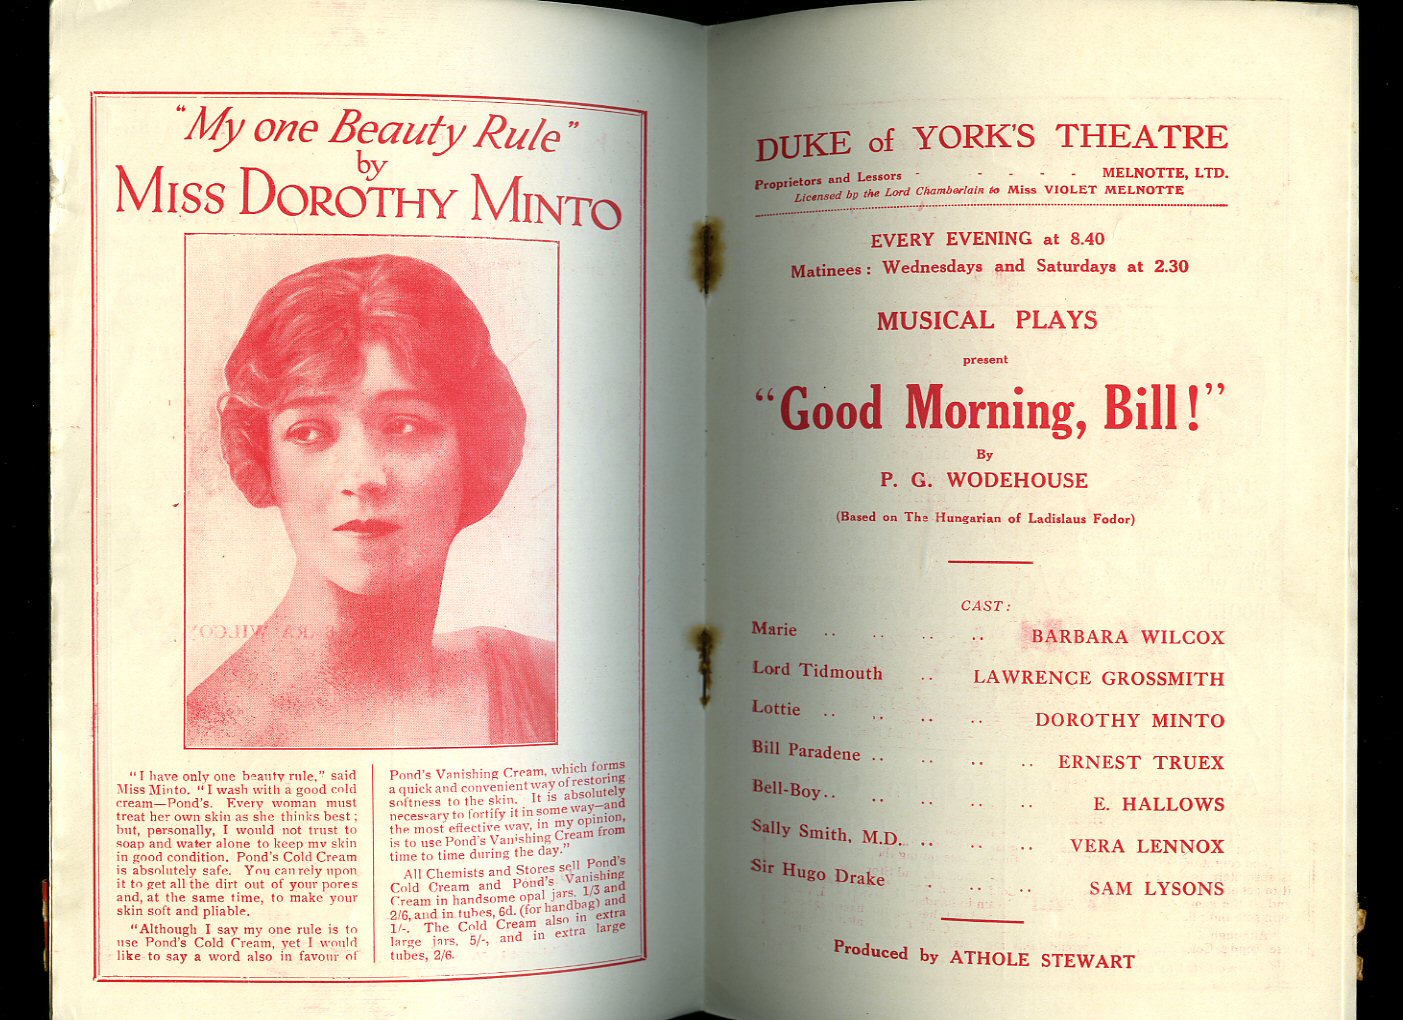 "My one Beauty Rule"
by
MISS DOROTHY MINTO
"I have only one beauty rule," said
Miss Minto. "I wash with a good cold
cream—Pond's. Every woman must
treat her own skin as she thinks best;
but, personally, I would not trust to
soap and water alone to keep my skin
in good condition. Pond's Cold Cream
is absolutely safe. You can rely upon
it to get all the dirt out of your pores
and, at the same time, to make your
skin soft and pliable.
"Although I say my one rule is to
use Pond's Cold Cream, yet I would
like to say a word also in favour of
Pond's Vanishing Cream, which forms
a quick and convenient way of restoring
softness to the skin. It is absolutely
necessary to fortify it in some way—and
the most effective way, in my opinion,
is to use Pond's Vanishing Cream from
time to time during the day."
All Chemists and Stores sell Pond's
Cold Cream and Pond's Vanishing
Cream in handsome opal jars, 1/3 and
2/6, and in tubes, 6d. (for handbag) and
1/-. The Cold Cream also in extra
large jars, 5/-, and in extra large
tubes, 2/6.
DUKE of YORK'S THEATRE
Proprietors and Lessors - - - - - MELNOTTE, LTD.
Licensed by the Lord Chamberlain to Miss VIOLET MELNOTTE
EVERY EVENING at 8.40
Matinees: Wednesdays and Saturdays at 2.30
MUSICAL PLAYS
present
"Good Morning, Bill!"
By
P. G. WODEHOUSE
(Based on The Hungarian of Ladislaus Fodor)
CAST:
Marie .. .. .. .. BARBARA WILCOX
Lord Tidmouth .. LAWRENCE GROSSMITH
Lottie .. .. .. .. DOROTHY MINTO
Bill Paradene .. .. .. .. ERNEST TRUEX
Bell-Boy .. .. .. .. .. E. HALLOWS
Sally Smith, M.D. .. .. .. VERA LENNOX
Sir Hugo Drake . .. .. SAM LYSONS
Produced by ATHOLE STEWART